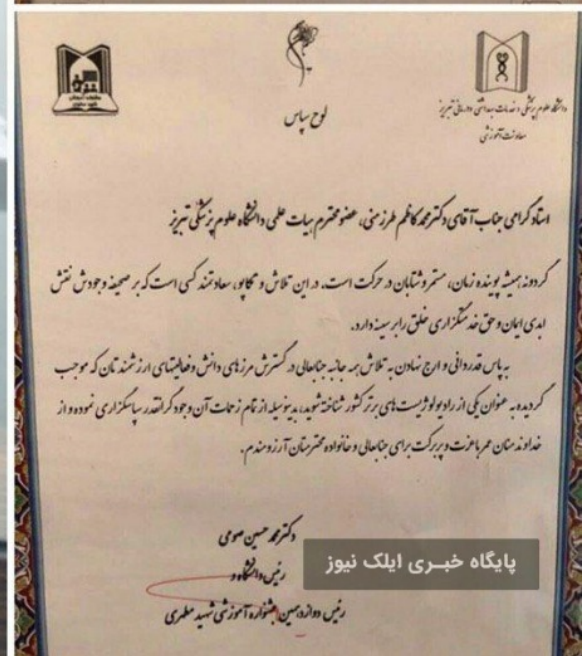 دانشگاه علوم پزشکی و خدمات بهداشتی درمانی تبریز
معاونت آموزشی
لوح سپاس
استاد گرامی جناب آقای دکتر محمد کاظم طرزمنی، عضو محترم هیات علمی دانشگاه علوم پزشکی تبریز
گردونه همیشه پوینده زمان، مستمر و شتابان در حرکت است. در این تلاش و تکاپو، سعادتمند کسی است که بر صحیفه وجودش نقش
ابدی ایمان و حق خدمتگزاری خلق را بر سینه دارد.
به پاس قدردانی و ارج نهادن به تلاش همه جانبه جنابعالی در گسترش مرزهای دانش و فعالیتهای ارزشمندتان که موجب
گردیده به عنوان یکی از رادیولوژیست های برتر کشور شناخته شوید، بدینوسیله از تمام زحمات آن وجود گرانقدر سپاسگزاری نموده و از
خداوند منان عمر با عزت و پربرکت برای جنابعالی و خانواده محترمتان آرزومندم.
دکتر محمد حسین صومی
رئیس دانشگاه و
رئیس دوازدهمین جشنواره آموزشی شهید مطهری
پایگاه خبـری ایلک نیوز